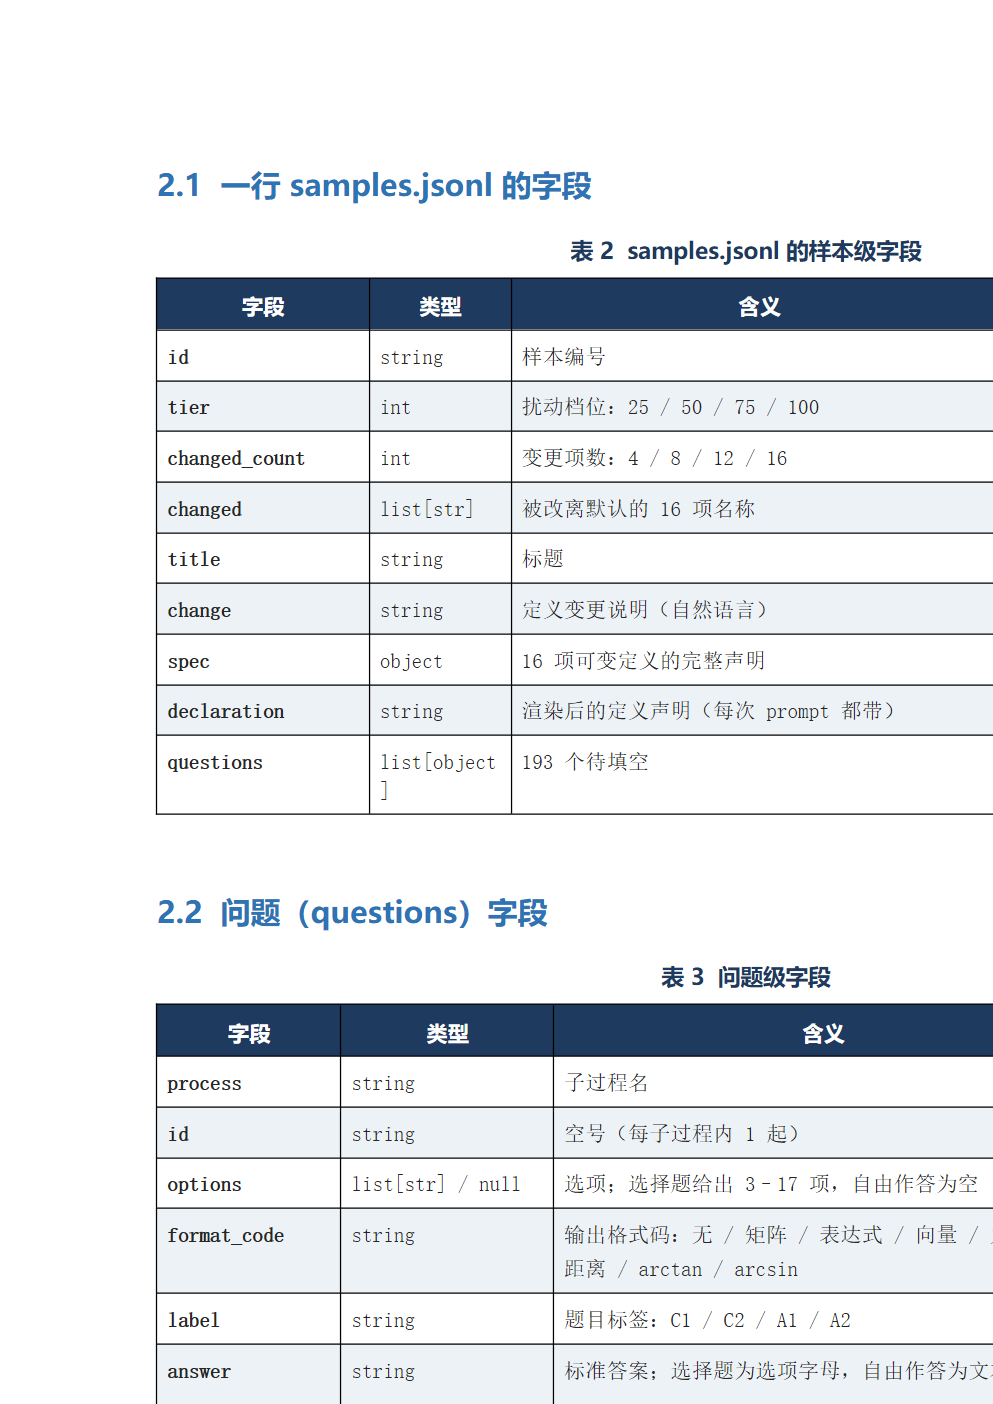 2.1 一行 samples.jsonl 的字段
表 2 samples.jsonl 的样本级字段
字段 类型 含义
id string 样本编号
tier int 扰动档位：25 / 50 / 75 / 100
changed_count int 变更项数：4 / 8 / 12 / 16
changed list[str] 被改离默认的 16 项名称
title string 标题
change string 定义变更说明（自然语言）
spec object 16 项可变定义的完整声明
declaration string 渲染后的定义声明（每次 prompt 都带）
questions list[object 193 个待填空
]
2.2 问题（questions）字段
表 3 问题级字段
字段 类型 含义
process string 子过程名
id string 空号（每子过程内 1 起）
options list[str] / null 选项；选择题给出 3–17 项，自由作答为空
format_code string 输出格式码：无 / 矩阵 / 表达式 / 向量 /
距离 / arctan / arcsin
label string 题目标签：C1 / C2 / A1 / A2
answer string 标准答案；选择题为选项字母，自由作答为文